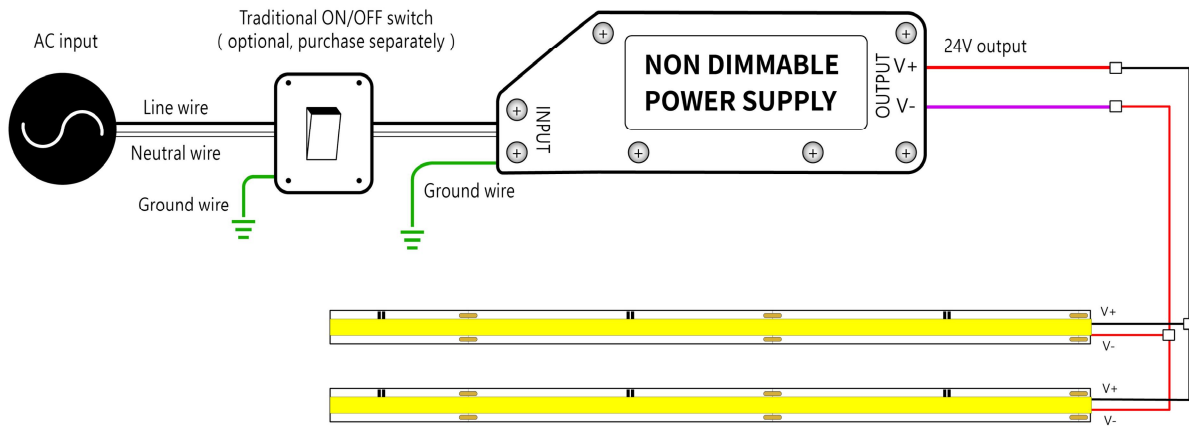 AC input
Traditional ON/OFF switch
( optional, purchase separately )
Line wire
Neutral wire
Ground wire
Ground wire
INPUT
NON DIMMABLE
POWER SUPPLY
OUTPUT
V+
V-
24V output
V+
V-
V+
V-